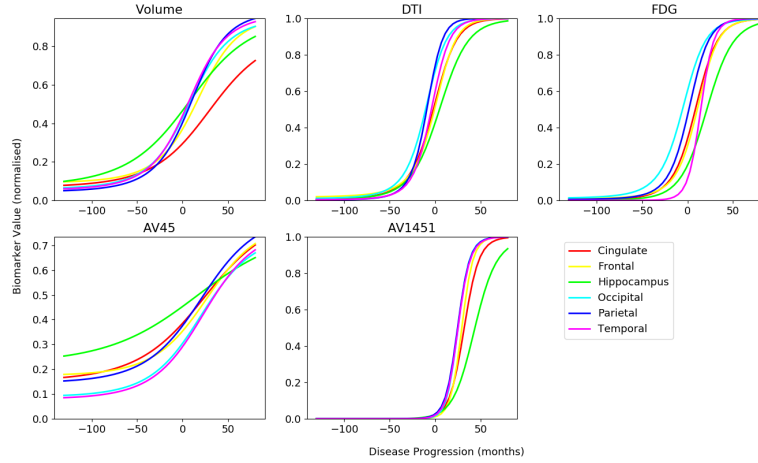 Volume
DTI
FDG
0.8
0.6
0.4
0.2
0.0
−100 −50 0 50
1.0
0.8
0.6
0.4
0.2
0.0
−100 −50 0 50
1.0
0.8
0.6
0.4
0.2
0.0
−100 −50 0 50
Biomarker Value (normalised)
AV45
AV1451
0.7
0.6
0.5
0.4
0.3
0.2
0.1
0.0
−100 −50 0 50
1.0
0.8
0.6
0.4
0.2
0.0
−100 −50 0 50
Cingulate
Frontal
Hippocampus
Occipital
Parietal
Temporal
Disease Progression (months)